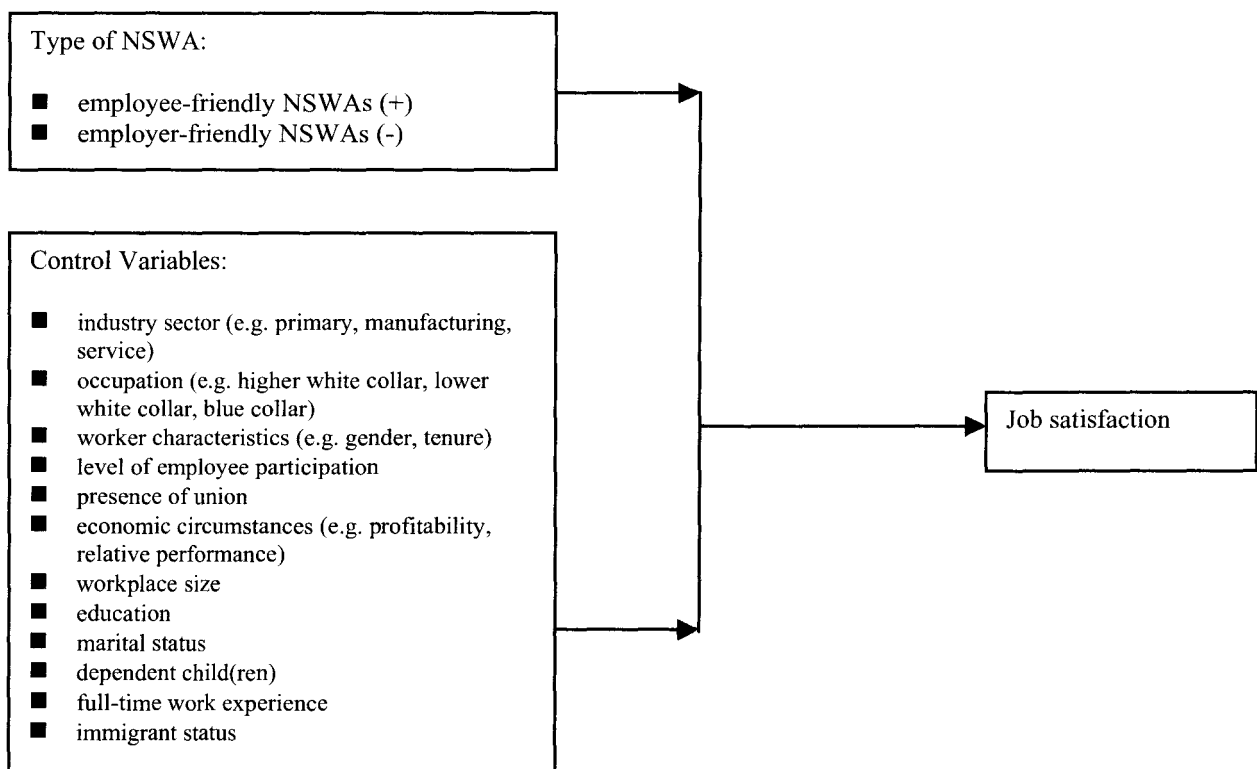 Type of NSWA:
■ employee-friendly NSWAs (+)
■ employer-friendly NSWAs (-)
Control Variables:
■ industry sector (e.g. primary, manufacturing,
service)
■ occupation (e.g. higher white collar, lower
white collar, blue collar)
■ worker characteristics (e.g. gender, tenure)
■ level of employee participation
■ presence of union
■ economic circumstances (e.g. profitability,
relative performance)
■ workplace size
■ education
■ marital status
■ dependent child(ren)
■ full-time work experience
■ immigrant status
Job satisfaction